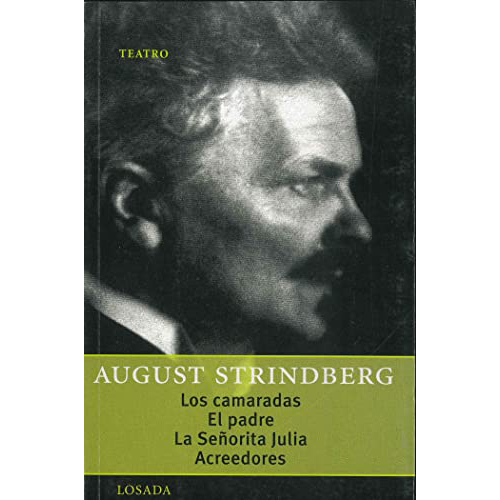 TEATRO
AUGUST STRINDBERG
Los camaradas
El padre
La Señorita Julia
Acreedores
LOSADA